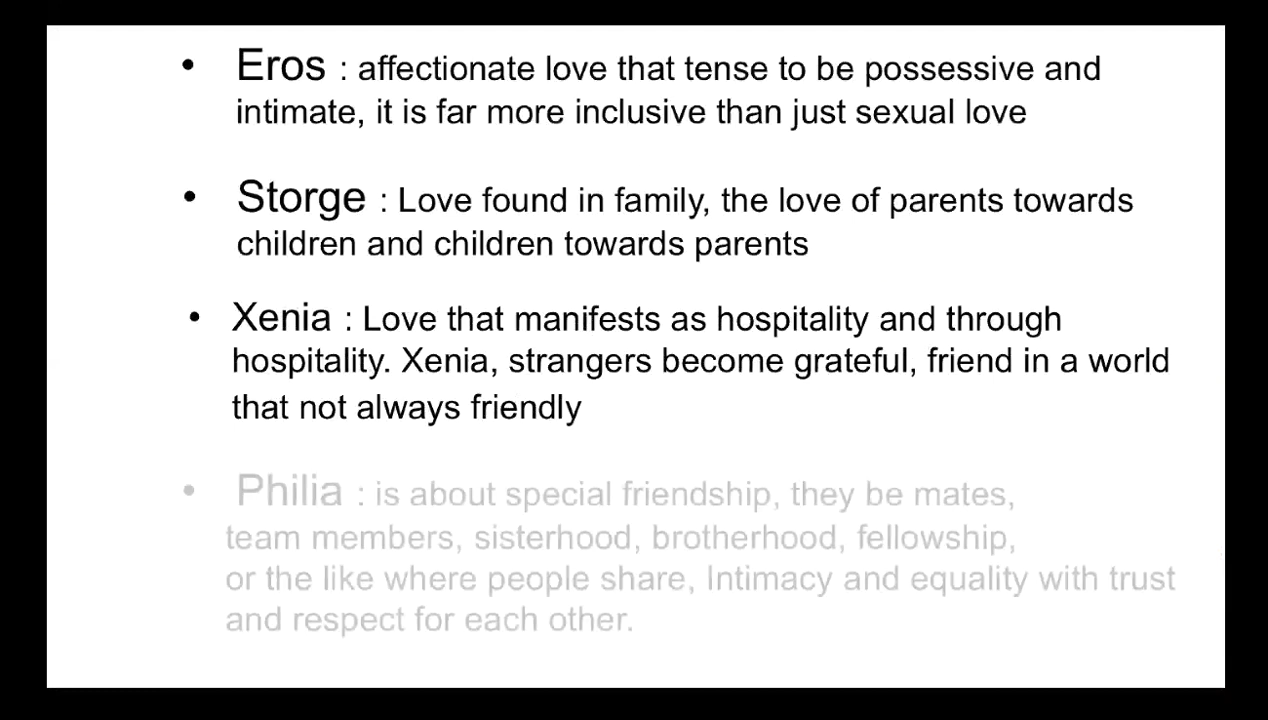 • Eros : affectionate love that tense to be possessive and
intimate, it is far more inclusive than just sexual love
• Storge : Love found in family, the love of parents towards
children and children towards parents
• Xenia : Love that manifests as hospitality and through
hospitality. Xenia, strangers become grateful, friend in a world
that not always friendly
• Philia : is about special friendship, they be mates,
team members, sisterhood, brotherhood, fellowship,
or the like where people share, Intimacy and equality with trust
and respect for each other.